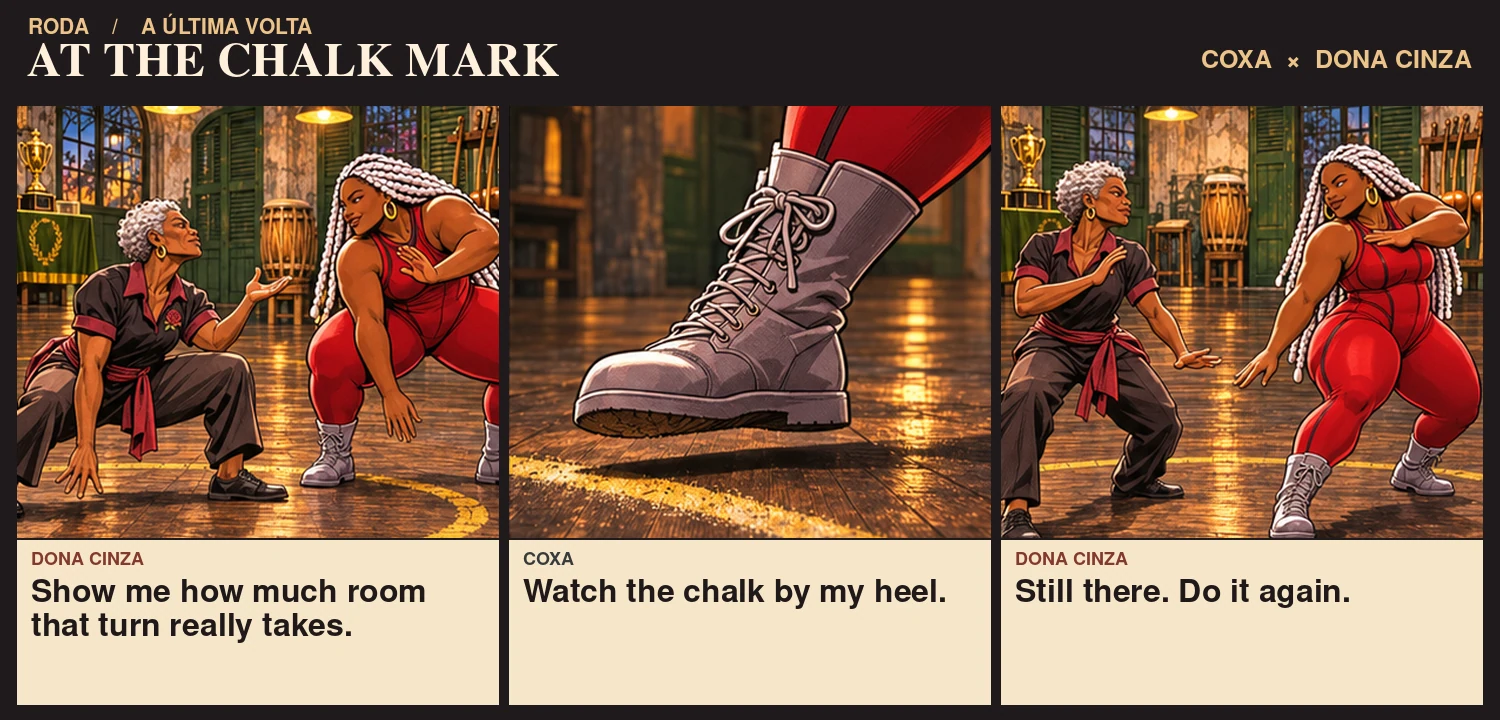 RODA / A ÚLTIMA VOLTA
AT THE CHALK MARK
COXA × DONA CINZA
DONA CINZA
Show me how much room
that turn really takes.
COXA
Watch the chalk by my heel.
DONA CINZA
Still there. Do it again.